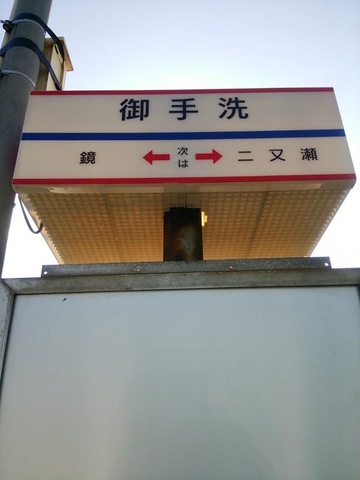 御手洗
鏡 ← 次は → 二又瀬